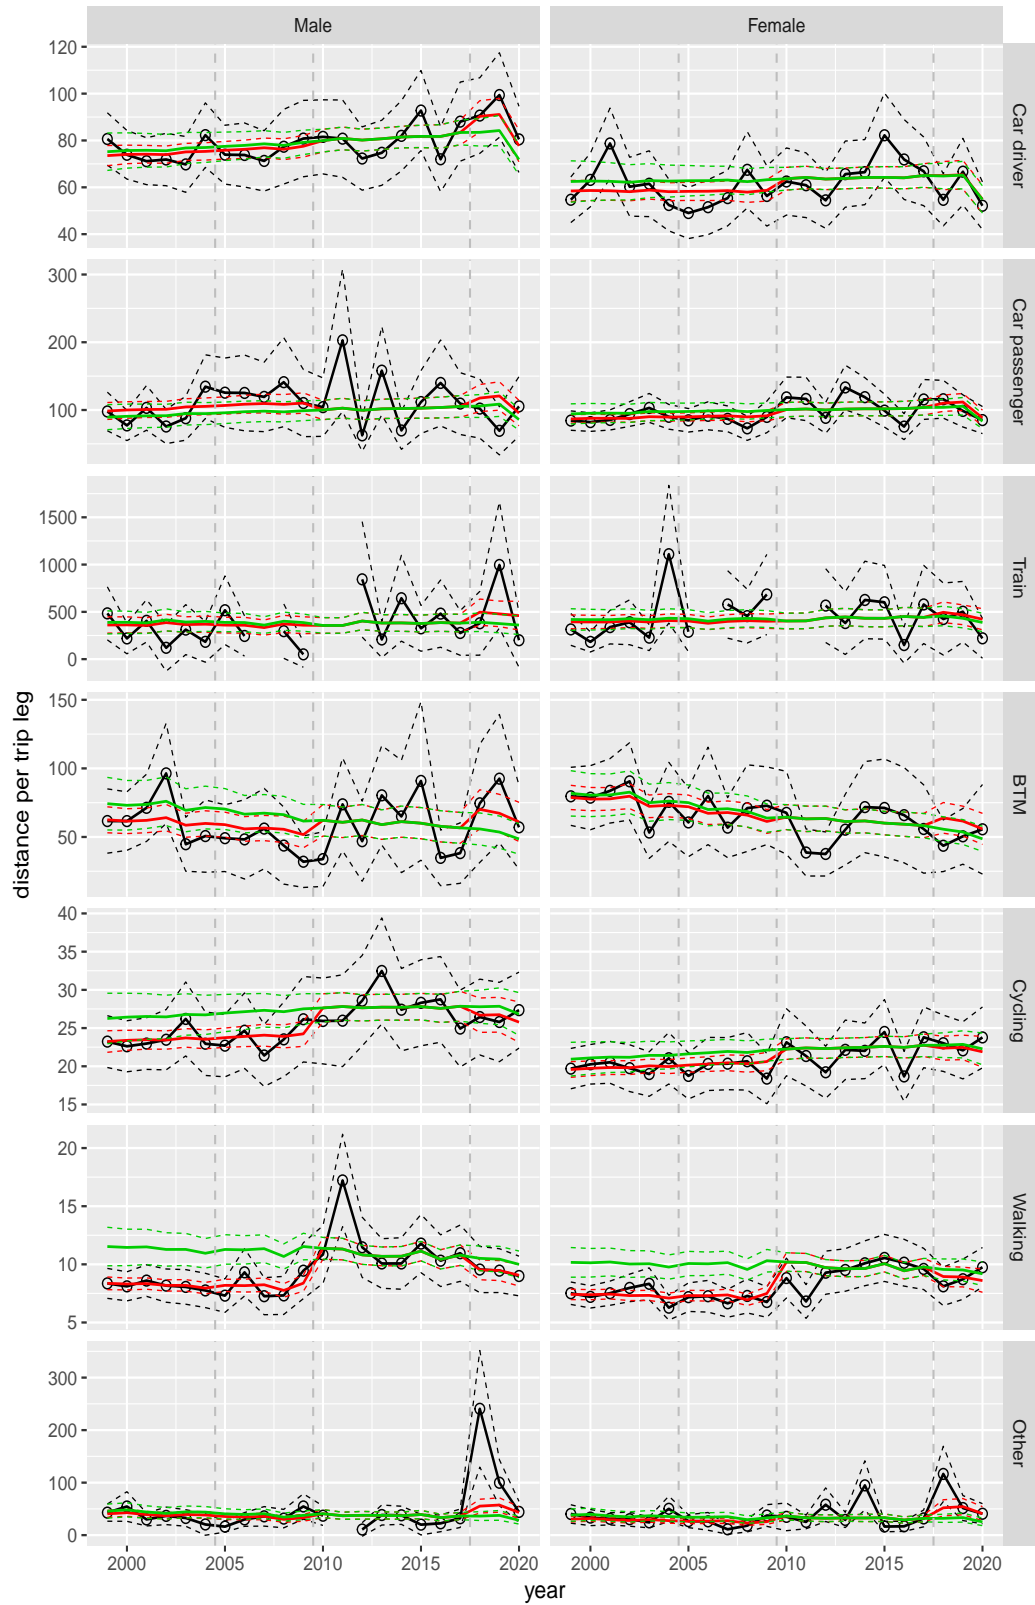 Male Female
120
100
80
60
40
Car driver
300
200
100
Car passenger
1500
1000
500
0
Train
150
100
50
BTM
distance per trip leg
40
35
30
25
20
15
Cycling
20
15
10
5
Walking
300
200
100
0
Other
2000 2005 2010 2015 2020 2000 2005 2010 2015 2020
year